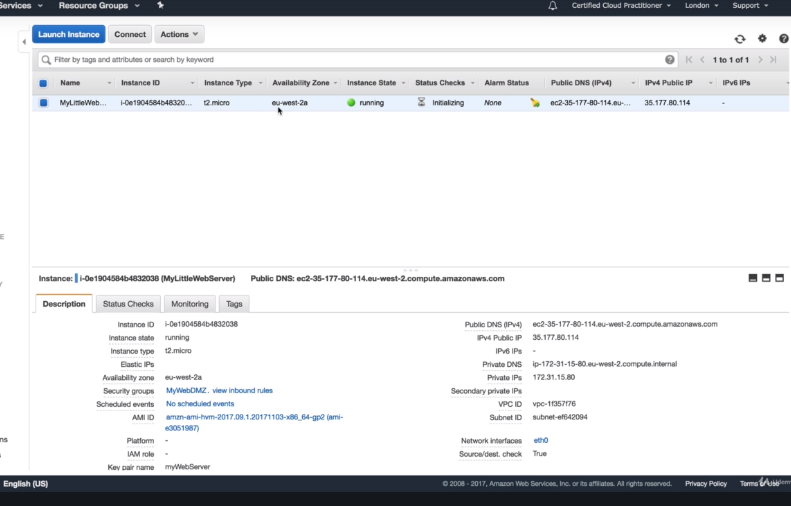 Services Resource Groups Certified Cloud Practitioner London Support
Launch Instance Connect Actions
Filter by tags and attributes or search by keyword 1 to 1 of 1
Name Instance ID Instance Type Availability Zone Instance State Status Checks Alarm Status Public DNS (IPv4) IPv4 Public IP IPv6 IPs
MyLittleWeb... i-0e1904584b48320... t2.micro eu-west-2a running Initializing None ec2-35-177-80-114.eu-... 35.177.80.114 -
Instance: i-0e1904584b4832038 (MyLittleWebServer) Public DNS: ec2-35-177-80-114.eu-west-2.compute.amazonaws.com
Description Status Checks Monitoring Tags
Instance ID i-0e1904584b4832038 Public DNS (IPv4) ec2-35-177-80-114.eu-west-2.compute.amazonaws.com
Instance state running IPv4 Public IP 35.177.80.114
Instance type t2.micro IPv6 IPs -
Elastic IPs Private DNS ip-172-31-15-80.eu-west-2.compute.internal
Availability zone eu-west-2a Private IPs 172.31.15.80
Security groups MyWebDMZ . view inbound rules Secondary private IPs
Scheduled events No scheduled events VPC ID vpc-1f357f76
AMI ID amzn-ami-hvm-2017.09.1.20171103-x86_64-gp2 (ami-e3051987) Subnet ID subnet-ef642094
Platform - Network interfaces eth0
IAM role - Source/dest. check True
Key pair name myWebServer
English (US) © 2008 - 2017, Amazon Web Services, Inc. or its affiliates. All rights reserved. Privacy Policy Terms of Use